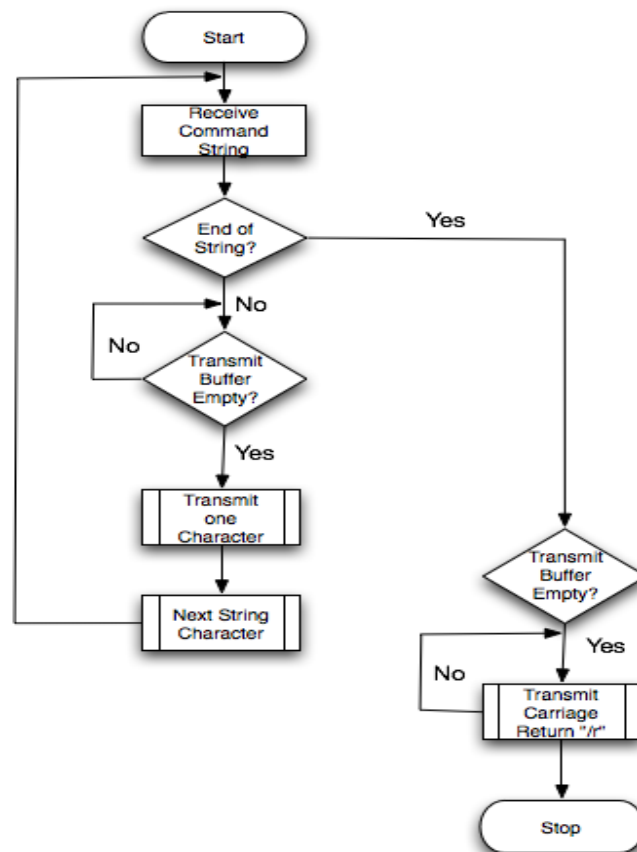 Start
Receive
Command
String
End of
String?
Yes
No
No
Transmit
Buffer
Empty?
Yes
Transmit
one
Character
Next String
Character
Transmit
Buffer
Empty?
Yes
No
Transmit
Carriage
Return "/r"
Stop